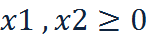 x1 ,x2 ≥ 0